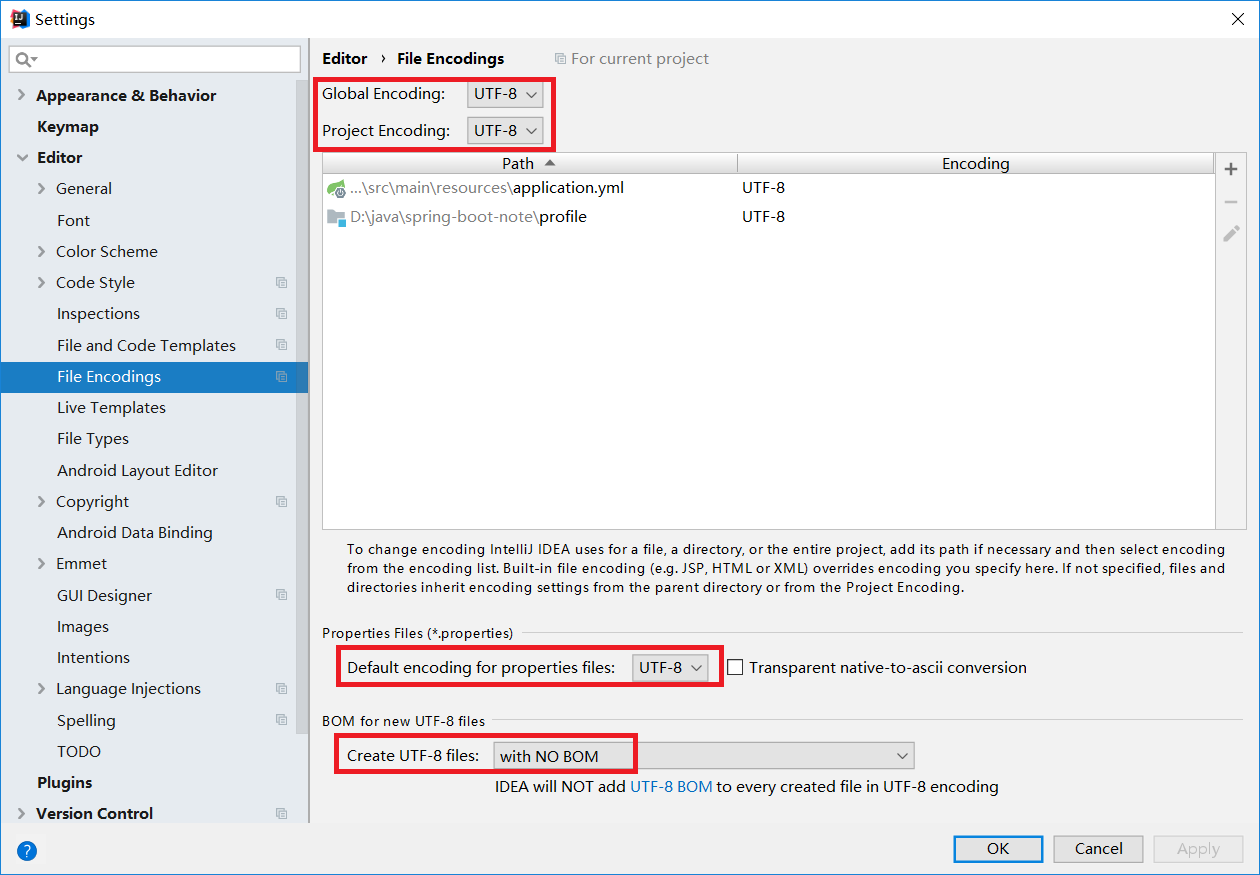 Settings
Appearance & Behavior
Keymap
Editor
General
Font
Color Scheme
Code Style
Inspections
File and Code Templates
File Encodings
Live Templates
File Types
Android Layout Editor
Copyright
Android Data Binding
Emmet
GUI Designer
Images
Intentions
Language Injections
Spelling
TODO
Plugins
Version Control
?
Editor › File Encodings For current project
Global Encoding: UTF-8
Project Encoding: UTF-8
Path Encoding
...\src\main\resources\application.yml UTF-8
D:\java\spring-boot-note\profile UTF-8
To change encoding IntelliJ IDEA uses for a file, a directory, or the entire project, add its path if necessary and then select encoding
from the encoding list. Built-in file encoding (e.g. JSP, HTML or XML) overrides encoding you specify here. If not specified, files and
directories inherit encoding settings from the parent directory or from the Project Encoding.
Properties Files (*.properties)
Default encoding for properties files: UTF-8 Transparent native-to-ascii conversion
BOM for new UTF-8 files
Create UTF-8 files: with NO BOM
IDEA will NOT add UTF-8 BOM to every created file in UTF-8 encoding
OK Cancel Apply